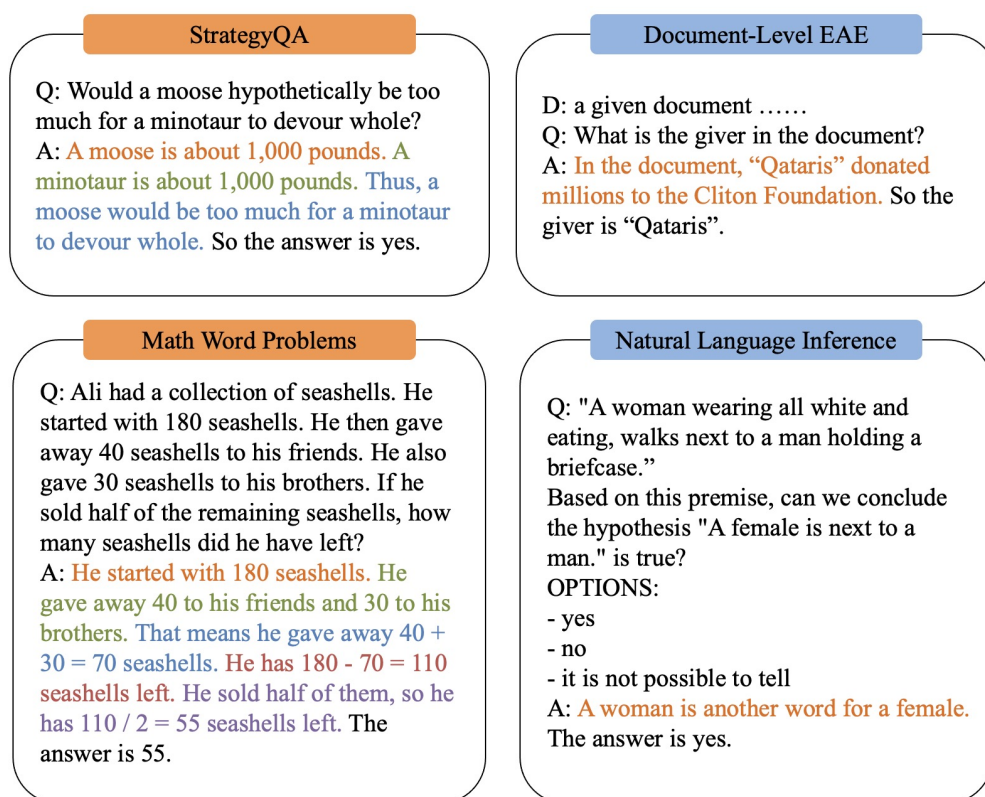 StrategyQA
Q: Would a moose hypothetically be too
much for a minotaur to devour whole?
A: A moose is about 1,000 pounds. A
minotaur is about 1,000 pounds. Thus, a
moose would be too much for a minotaur
to devour whole. So the answer is yes.
Document-Level EAE
D: a given document ……
Q: What is the giver in the document?
A: In the document, “Qataris” donated
millions to the Cliton Foundation. So the
giver is “Qataris”.
Math Word Problems
Q: Ali had a collection of seashells. He
started with 180 seashells. He then gave
away 40 seashells to his friends. He also
gave 30 seashells to his brothers. If he
sold half of the remaining seashells, how
many seashells did he have left?
A: He started with 180 seashells. He
gave away 40 to his friends and 30 to his
brothers. That means he gave away 40 +
30 = 70 seashells. He has 180 - 70 = 110
seashells left. He sold half of them, so he
has 110 / 2 = 55 seashells left. The
answer is 55.
Natural Language Inference
Q: "A woman wearing all white and
eating, walks next to a man holding a
briefcase.”
Based on this premise, can we conclude
the hypothesis "A female is next to a
man." is true?
OPTIONS:
- yes
- no
- it is not possible to tell
A: A woman is another word for a female.
The answer is yes.